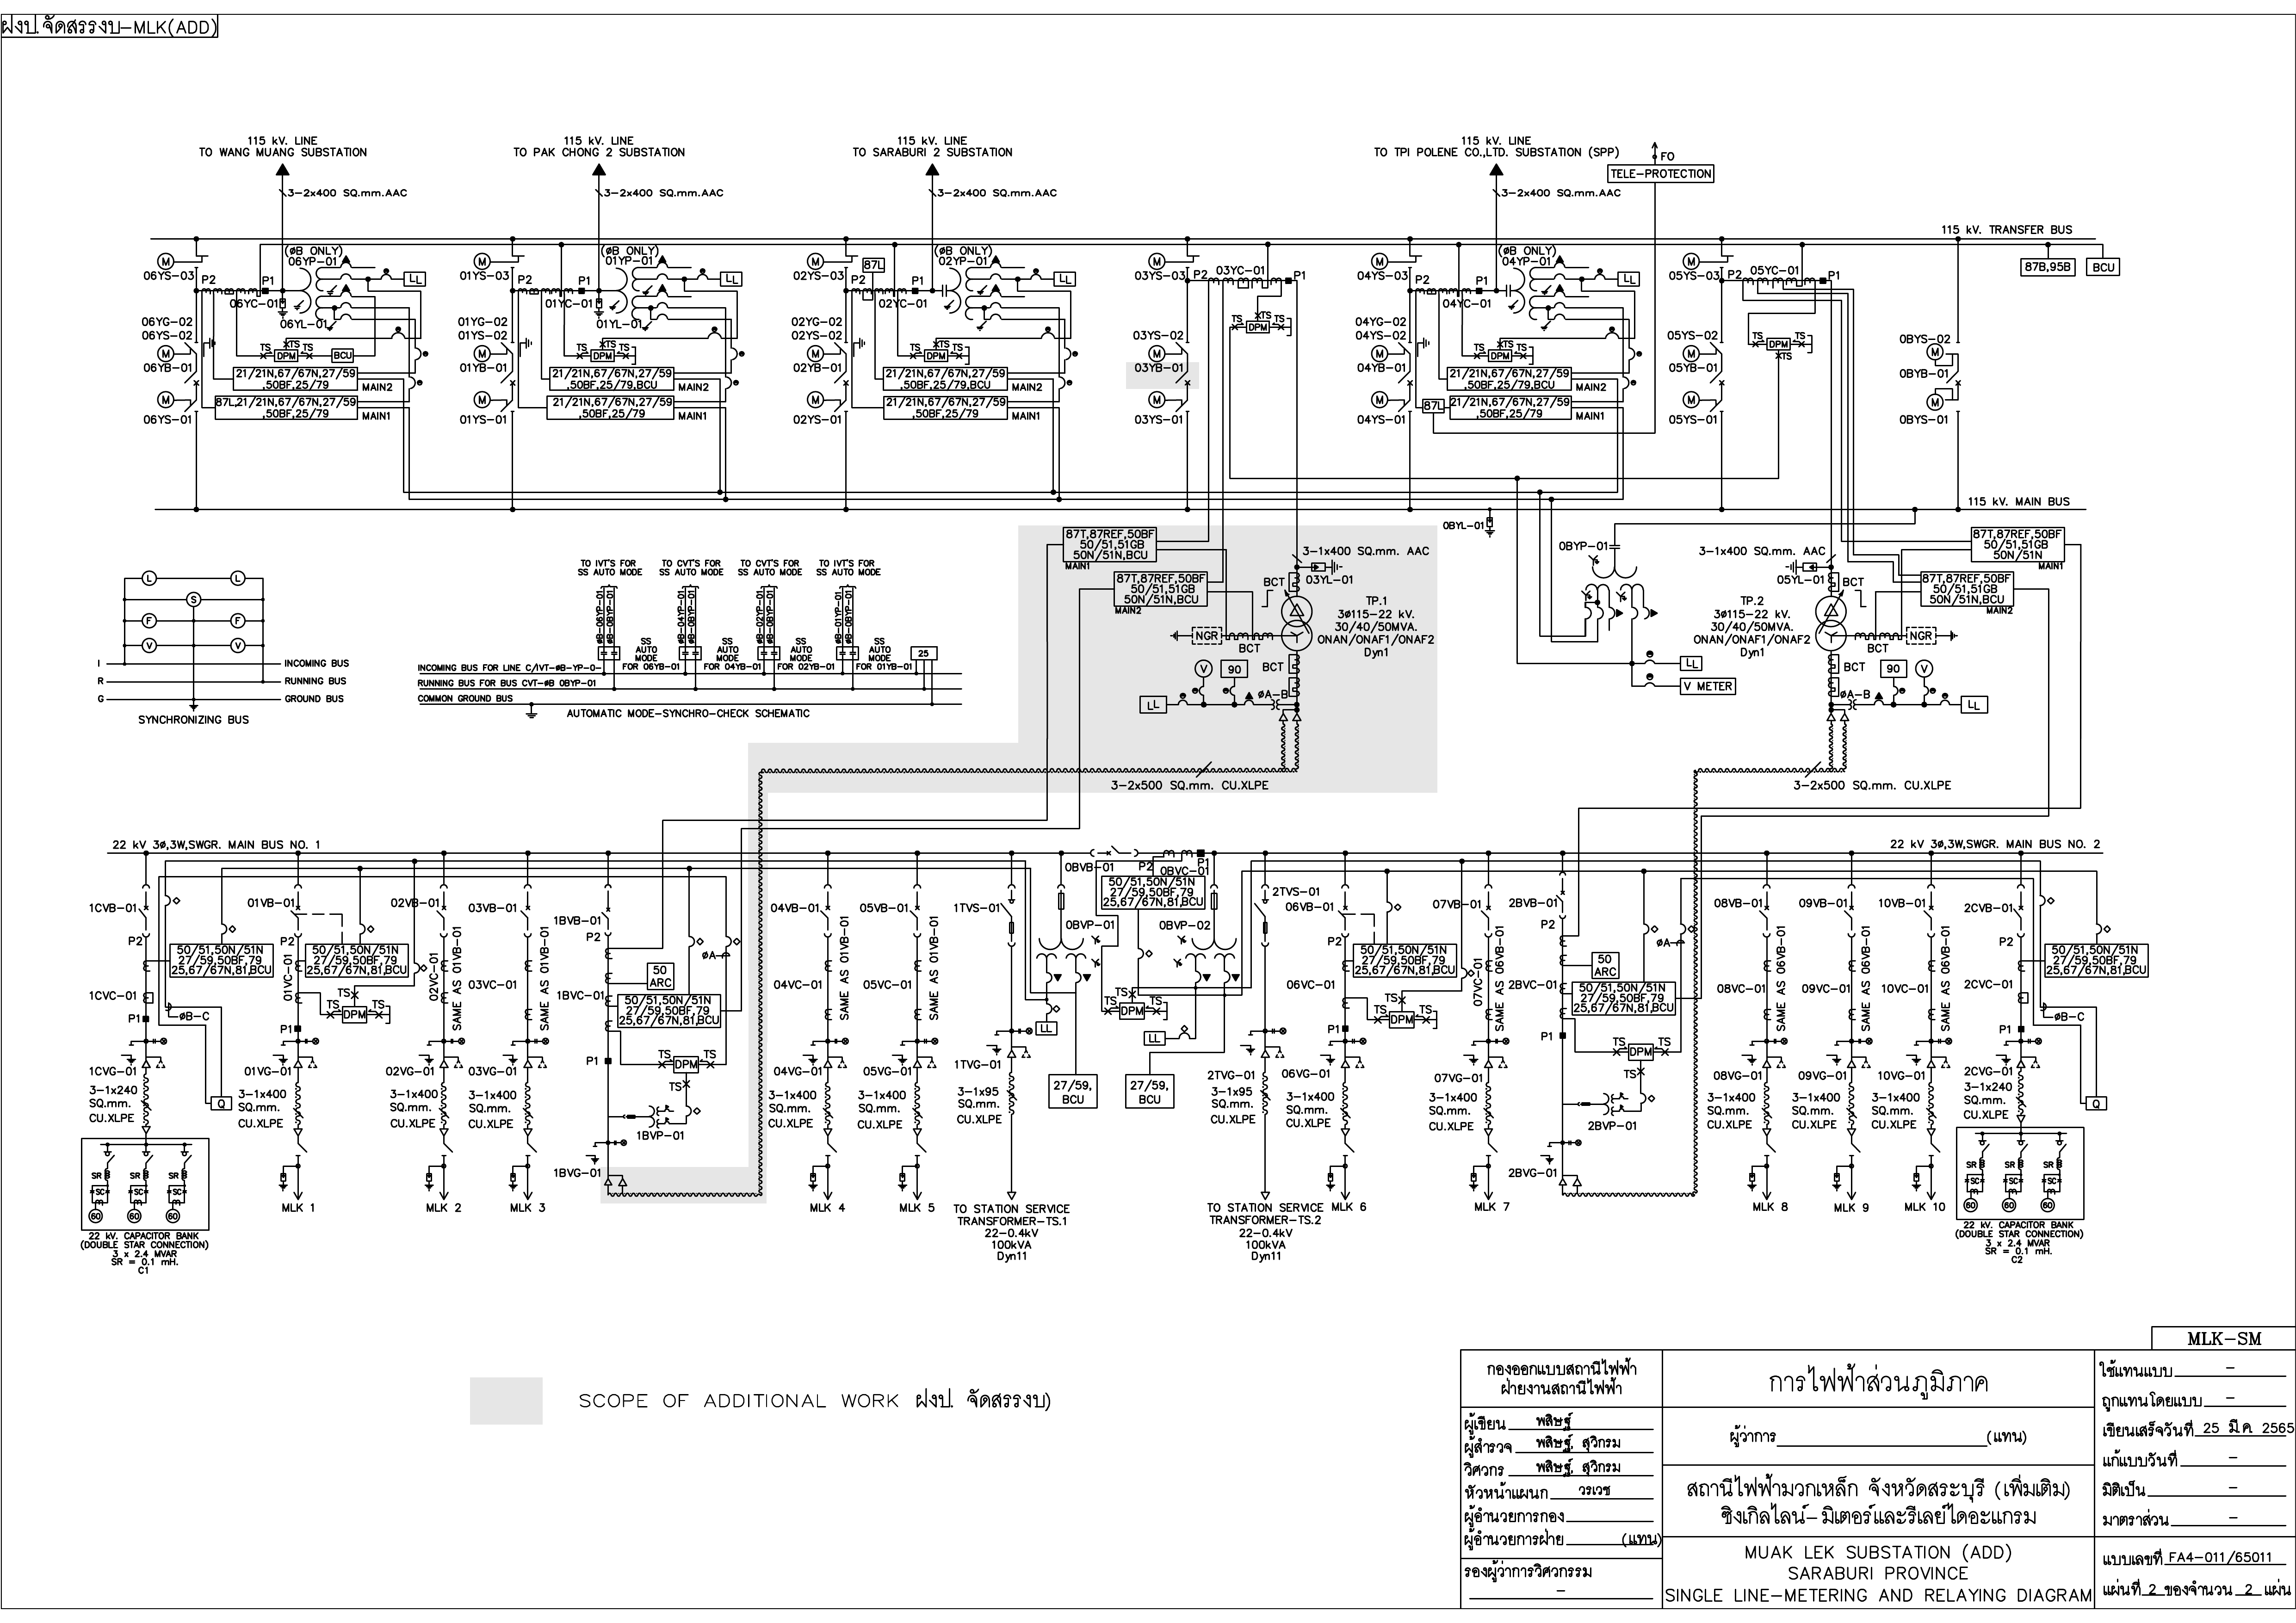 ฝงป.จัดสรรงบ-MLK(ADD)
115 kV. LINE
TO WANG MUANG SUBSTATION
3-2x400 SQ.mm.AAC
115 kV. LINE
TO PAK CHONG 2 SUBSTATION
3-2x400 SQ.mm.AAC
115 kV. LINE
TO SARABURI 2 SUBSTATION
3-2x400 SQ.mm.AAC
115 kV. LINE
TO TPI POLENE CO.,LTD. SUBSTATION (SPP)
3-2x400 SQ.mm.AAC
FO
TELE-PROTECTION
115 kV. TRANSFER BUS
87B,95B
BCU
M
06YS-03
P2
P1
(øB ONLY)
06YP-01
LL
06YC-01
06YL-01
06YG-02
06YS-02
M
06YB-01
TS
TS
TS
DPM
BCU
21/21N,67/67N,27/59
,50BF,25/79
MAIN2
M
87L,21/21N,67/67N,27/59
,50BF,25/79
MAIN1
06YS-01
M
01YS-03
P2
P1
(øB ONLY)
01YP-01
LL
01YC-01
01YL-01
01YG-02
01YS-02
M
01YB-01
TS
TS
TS
DPM
21/21N,67/67N,27/59
,50BF,25/79,BCU
MAIN2
M
21/21N,67/67N,27/59
,50BF,25/79
MAIN1
01YS-01
M
02YS-03
87L
P2
P1
(øB ONLY)
02YP-01
LL
02YC-01
02YG-02
02YS-02
M
02YB-01
TS
TS
TS
DPM
21/21N,67/67N,27/59
,50BF,25/79,BCU
MAIN2
M
21/21N,67/67N,27/59
,50BF,25/79
MAIN1
02YS-01
M
03YS-03
P2
03YC-01
P1
TS
TS
DPM
TS
03YS-02
M
03YB-01
M
03YS-01
M
04YS-03
P2
P1
(øB ONLY)
04YP-01
LL
04YC-01
04YG-02
04YS-02
M
04YB-01
TS
TS
TS
DPM
21/21N,67/67N,27/59
,50BF,25/79,BCU
MAIN2
M
87L
21/21N,67/67N,27/59
,50BF,25/79
MAIN1
04YS-01
M
05YS-03
P2
05YC-01
P1
TS
DPM
TS
TS
05YS-02
M
05YB-01
M
05YS-01
0BYS-02
M
0BYB-01
M
0BYS-01
115 kV. MAIN BUS
0BYL-01
87T,87REF,50BF
50/51,51GB
50N/51N,BCU
MAIN1
87T,87REF,50BF
50/51,51GB
50N/51N,BCU
MAIN2
3-1x400 SQ.mm. AAC
03YL-01
BCT
TP.1
3ø115-22 kV.
30/40/50MVA.
ONAN/ONAF1/ONAF2
Dyn1
NGR
BCT
BCT
V
90
øA-B
LL
3-2x500 SQ.mm. CU.XLPE
0BYP-01
LL
V METER
3-1x400 SQ.mm. AAC
05YL-01
BCT
TP.2
3ø115-22 kV.
30/40/50MVA.
ONAN/ONAF1/ONAF2
Dyn1
NGR
BCT
90
V
øA-B
LL
87T,87REF,50BF
50/51,51GB
50N/51N
MAIN1
87T,87REF,50BF
50/51,51GB
50N/51N,BCU
MAIN2
3-2x500 SQ.mm. CU.XLPE
L
L
S
F
F
V
V
I
INCOMING BUS
R
RUNNING BUS
G
GROUND BUS
SYNCHRONIZING BUS
TO IVT'S FOR
SS AUTO MODE
TO CVT'S FOR
SS AUTO MODE
TO CVT'S FOR
SS AUTO MODE
TO IVT'S FOR
SS AUTO MODE
øB-06YP-01
øB-0BYP-01
øB-04YP-01
øB-0BYP-01
øB-02YP-01
øB-0BYP-01
øB-01YP-01
øB-0BYP-01
SS
AUTO
MODE
FOR 06YB-01
SS
AUTO
MODE
FOR 04YB-01
SS
AUTO
MODE
FOR 02YB-01
SS
AUTO
MODE
FOR 01YB-01
25
INCOMING BUS FOR LINE C/IVT-øB-YP-0-
RUNNING BUS FOR BUS CVT-øB 0BYP-01
COMMON GROUND BUS
AUTOMATIC MODE-SYNCHRO-CHECK SCHEMATIC
22 kV 3ø,3W,SWGR. MAIN BUS NO. 1
22 kV 3ø,3W,SWGR. MAIN BUS NO. 2
1CVB-01
P2
50/51,50N/51N
27/59,50BF,79
25,67/67N,81,BCU
1CVC-01
P1
øB-C
1CVG-01
3-1x240
SQ.mm.
CU.XLPE
Q
SR
SR
SR
SC
SC
SC
60
60
60
22 kV. CAPACITOR BANK
(DOUBLE STAR CONNECTION)
3 x 2.4 MVAR
SR = 0.1 mH.
C1
01VB-01
P2
50/51,50N/51N
27/59,50BF,79
25,67/67N,81,BCU
01VC-01
TS
TS
DPM
TS
P1
01VG-01
3-1x400
SQ.mm.
CU.XLPE
MLK 1
02VB-01
02VC-01
SAME AS 01VB-01
02VG-01
3-1x400
SQ.mm.
CU.XLPE
MLK 2
03VB-01
03VC-01
SAME AS 01VB-01
03VG-01
3-1x400
SQ.mm.
CU.XLPE
MLK 3
1BVB-01
P2
50
ARC
øA
1BVC-01
50/51,50N/51N
27/59,50BF,79
25,67/67N,81,BCU
P1
TS
DPM
TS
TS
1BVP-01
1BVG-01
04VB-01
04VC-01
SAME AS 01VB-01
04VG-01
3-1x400
SQ.mm.
CU.XLPE
MLK 4
05VB-01
05VC-01
SAME AS 01VB-01
05VG-01
3-1x400
SQ.mm.
CU.XLPE
MLK 5
1TVS-01
1TVG-01
3-1x95
SQ.mm.
CU.XLPE
TO STATION SERVICE
TRANSFORMER-TS.1
22-0.4kV
100kVA
Dyn11
0BVB-01
P2
P1
0BVC-01
50/51,50N/51N
27/59,50BF,79
25,67/67N,81,BCU
0BVP-01
0BVP-02
TS
TS
DPM
TS
LL
LL
27/59,
BCU
27/59,
BCU
2TVS-01
2TVG-01
3-1x95
SQ.mm.
CU.XLPE
TO STATION SERVICE
TRANSFORMER-TS.2
22-0.4kV
100kVA
Dyn11
06VB-01
P2
50/51,50N/51N
27/59,50BF,79
25,67/67N,81,BCU
06VC-01
TS
TS
DPM
TS
P1
06VG-01
3-1x400
SQ.mm.
CU.XLPE
MLK 6
07VB-01
07VC-01
SAME AS 06VB-01
07VG-01
3-1x400
SQ.mm.
CU.XLPE
MLK 7
2BVB-01
P2
50
ARC
øA
2BVC-01
50/51,50N/51N
27/59,50BF,79
25,67/67N,81,BCU
P1
TS
DPM
TS
TS
2BVP-01
2BVG-01
08VB-01
08VC-01
SAME AS 06VB-01
08VG-01
3-1x400
SQ.mm.
CU.XLPE
MLK 8
09VB-01
09VC-01
SAME AS 06VB-01
09VG-01
3-1x400
SQ.mm.
CU.XLPE
MLK 9
10VB-01
10VC-01
SAME AS 06VB-01
10VG-01
3-1x400
SQ.mm.
CU.XLPE
MLK 10
2CVB-01
P2
50/51,50N/51N
27/59,50BF,79
25,67/67N,81,BCU
2CVC-01
P1
øB-C
2CVG-01
3-1x240
SQ.mm.
CU.XLPE
Q
SR
SR
SR
SC
SC
SC
60
60
60
22 kV. CAPACITOR BANK
(DOUBLE STAR CONNECTION)
3 x 2.4 MVAR
SR = 0.1 mH.
C2
SCOPE OF ADDITIONAL WORK ฝงป. จัดสรรงบ)
MLK-SM
กองออกแบบสถานีไฟฟ้า
ฝ่ายงานสถานีไฟฟ้า
ผู้เขียน พสิษฐ์
ผู้สำรวจ พสิษฐ์, สุวิกรม
วิศวกร พสิษฐ์, สุวิกรม
หัวหน้าแผนก วรเวช
ผู้อำนวยการกอง
ผู้อำนวยการฝ่าย (แทน)
รองผู้ว่าการวิศวกรรม
-
การไฟฟ้าส่วนภูมิภาค
ผู้ว่าการ (แทน)
สถานีไฟฟ้ามวกเหล็ก จังหวัดสระบุรี (เพิ่มเติม)
ซิงเกิลไลน์-มิเตอร์และรีเลย์ไดอะแกรม
MUAK LEK SUBSTATION (ADD)
SARABURI PROVINCE
SINGLE LINE-METERING AND RELAYING DIAGRAM
ใช้แทนแบบ -
ถูกแทนโดยแบบ -
เขียนเสร็จวันที่ 25 มี.ค. 2565
แก้แบบวันที่ -
มิติเป็น -
มาตราส่วน -
แบบเลขที่ FA4-011/65011
แผ่นที่ 2 ของจำนวน 2 แผ่น